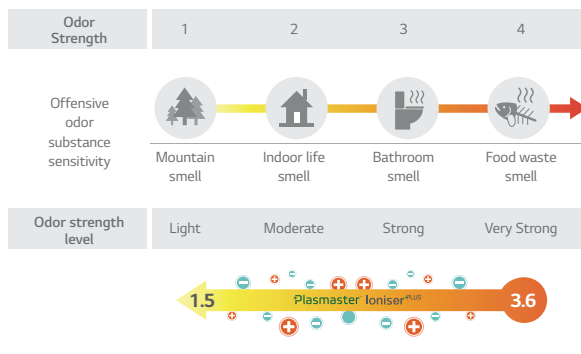 Odor
Strength
1
2
3
4
Offensive
odor
substance
sensitivity
Mountain
smell
Indoor life
smell
Bathroom
smell
Food waste
smell
Odor strength
level
Light
Moderate
Strong
Very Strong
1.5
Plasmaster™ Ioniser+PLUS
3.6